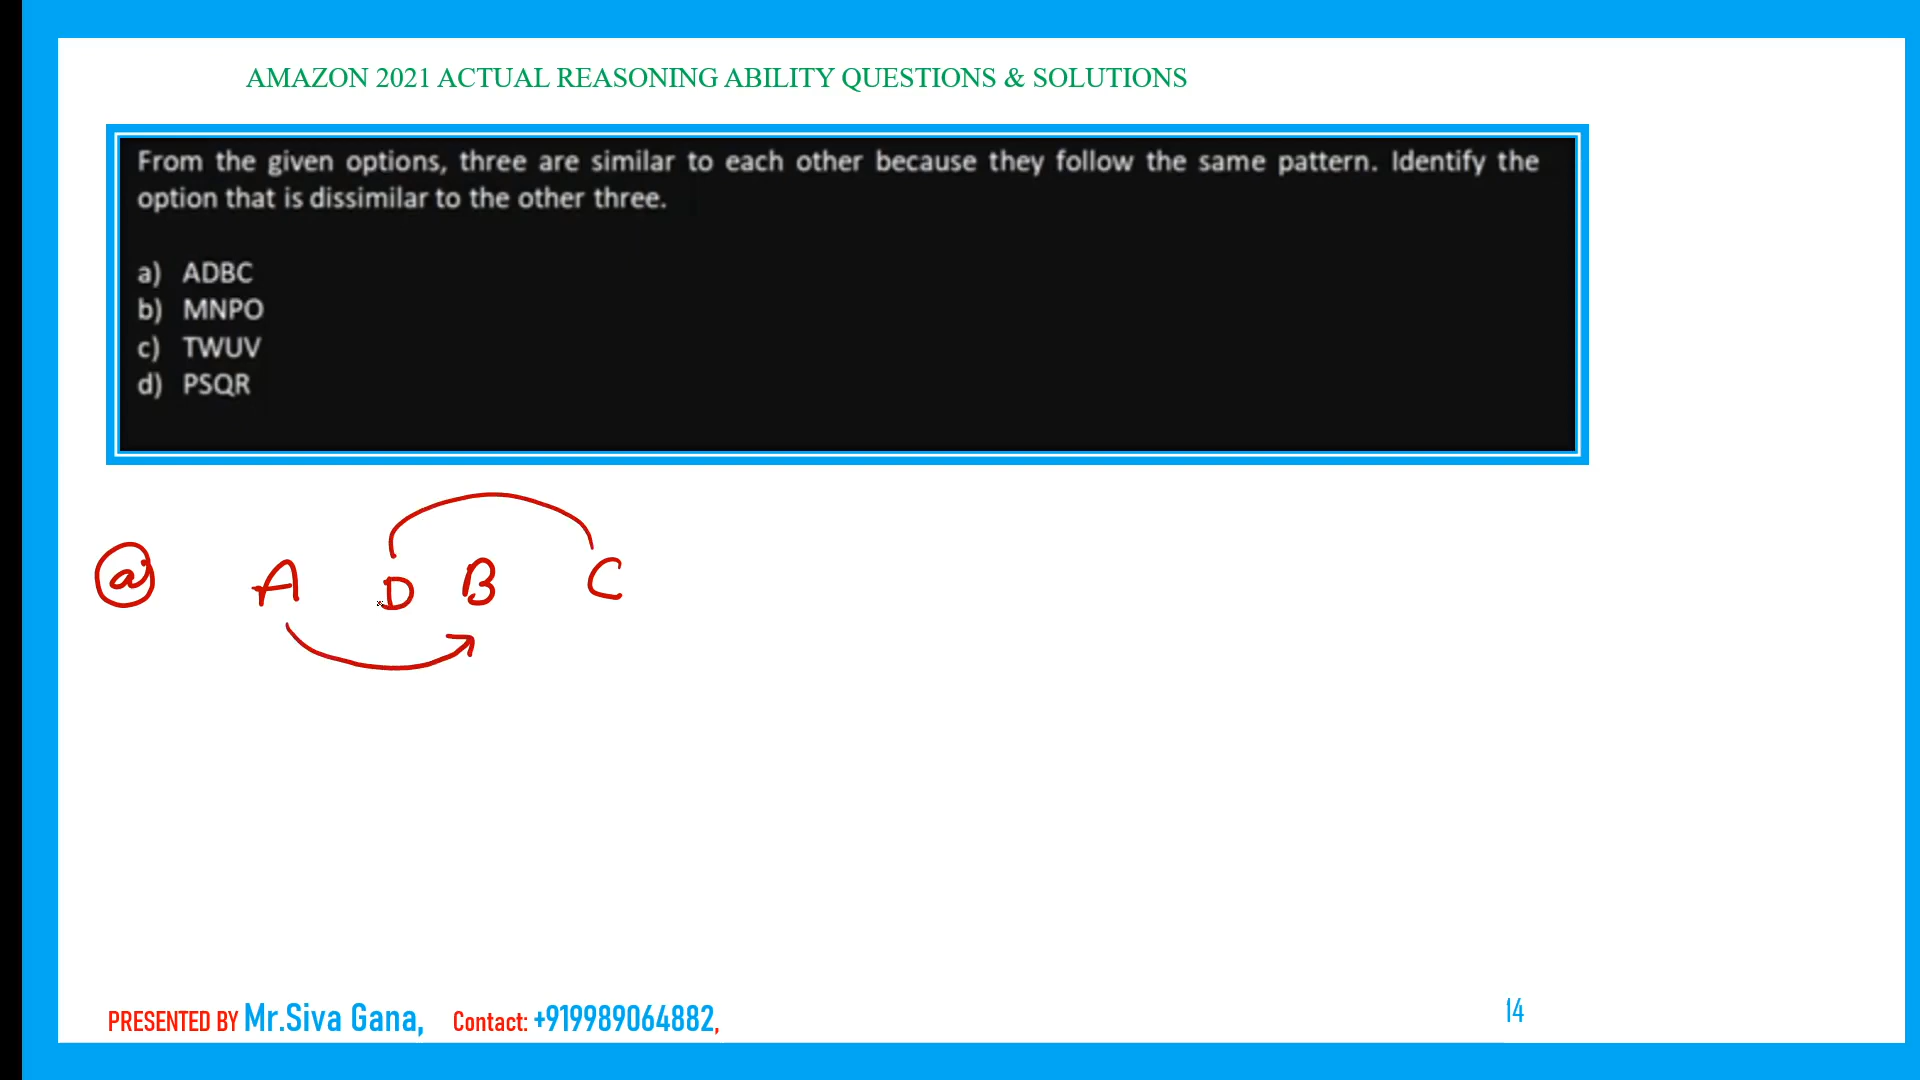 AMAZON 2021 ACTUAL REASONING ABILITY QUESTIONS & SOLUTIONS
From the given options, three are similar to each other because they follow the same pattern. Identify the
option that is dissimilar to the other three.
a) ADBC
b) MNPO
c) TWUV
d) PSQR
a A D B C
PRESENTED BY Mr.Siva Gana, Contact: +919989064882,
14